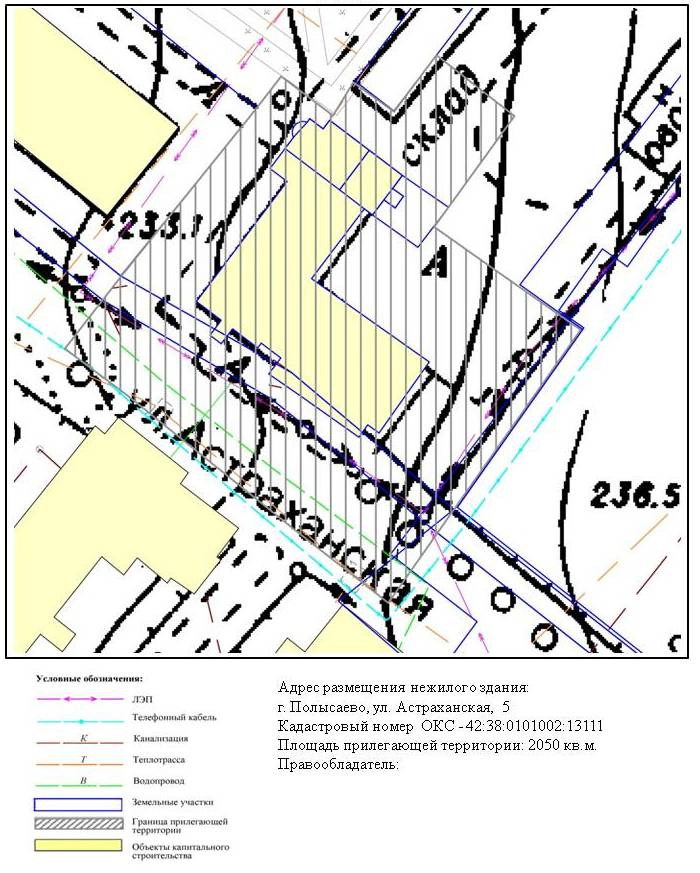 склад
233.1
А
А
ул Астраханская
236.5
Условные обозначения:
ЛЭП
Телефонный кабель
К Канализация
Т Теплотрасса
В Водопровод
Земельные участки
Граница прилегающей
территории
Объекты капитального
строительства
Адрес размещения нежилого здания:
г. Полысаево, ул. Астраханская, 5
Кадастровый номер ОКС - 42:38:0101002:13111
Площадь прилегающей территории: 2050 кв.м.
Правообладатель: